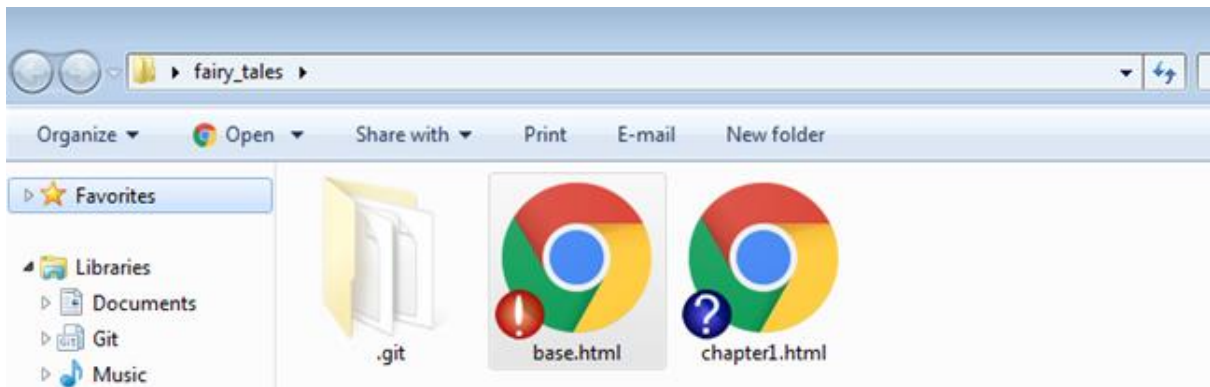 fairy_tales
Organize Open Share with Print E-mail New folder
Favorites
Libraries
Documents
Git
Music
.git base.html chapter1.html